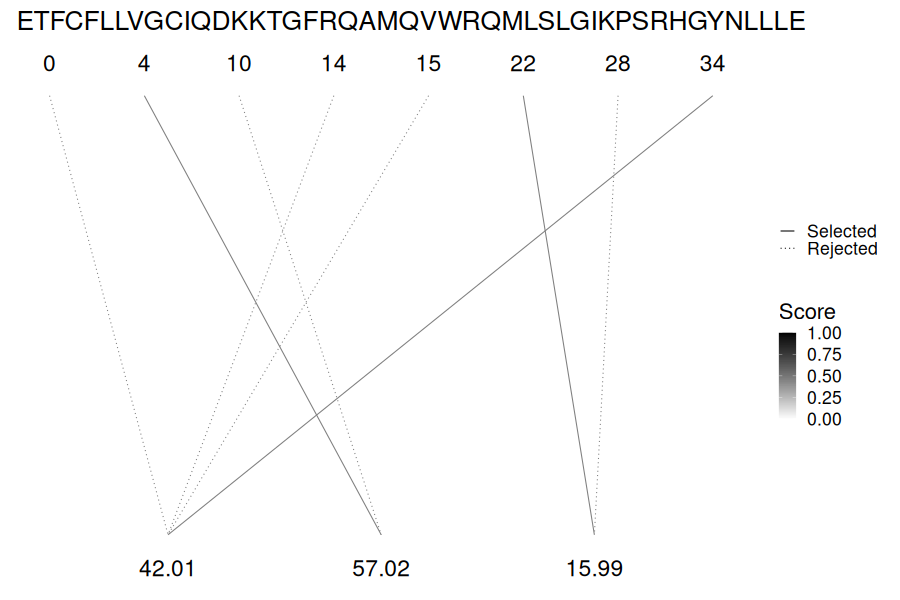 ETFCFLLVGCIQDKKTGFRQAMQVWRQMLSLGIKPSRHGYNLLLE
0 4 10 14 15 22 28 34
Selected
Rejected
Score
1.00
0.75
0.50
0.25
0.00
42.01 57.02 15.99